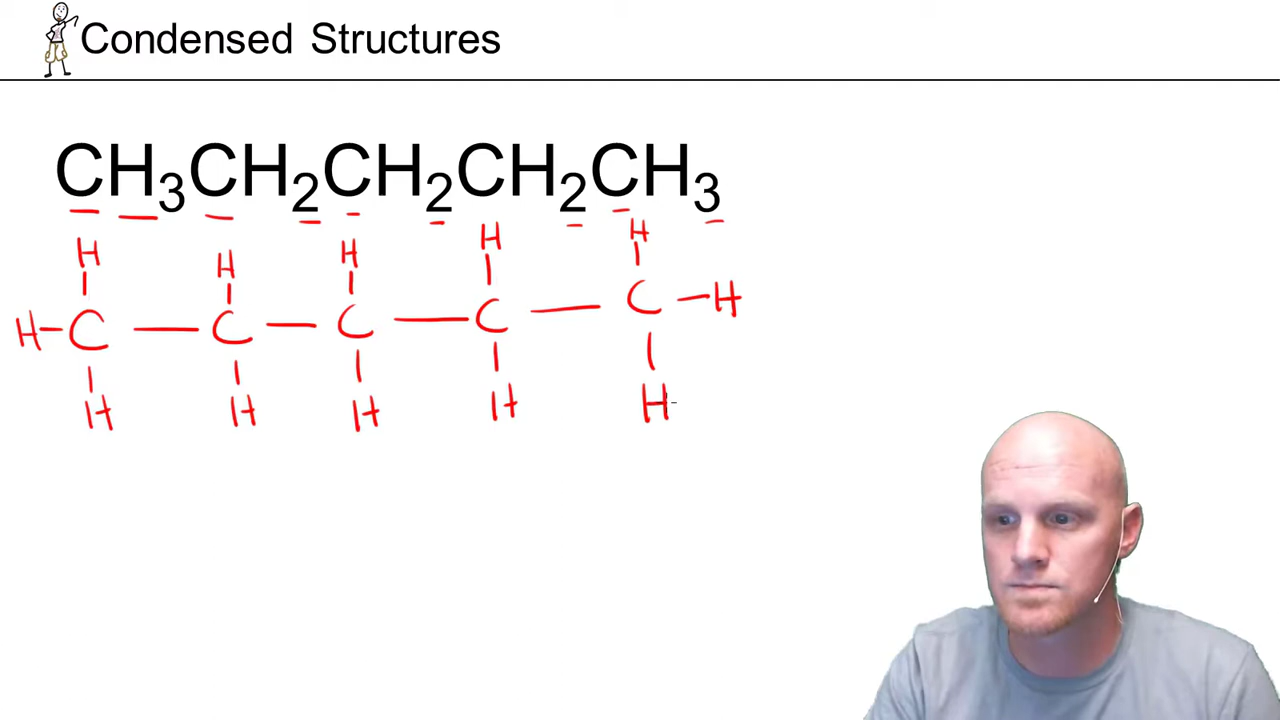 Condensed Structures
CH₃CH₂CH₂CH₂CH₃
H H H H H
H-C-C-C-C-C-H
H H H H H